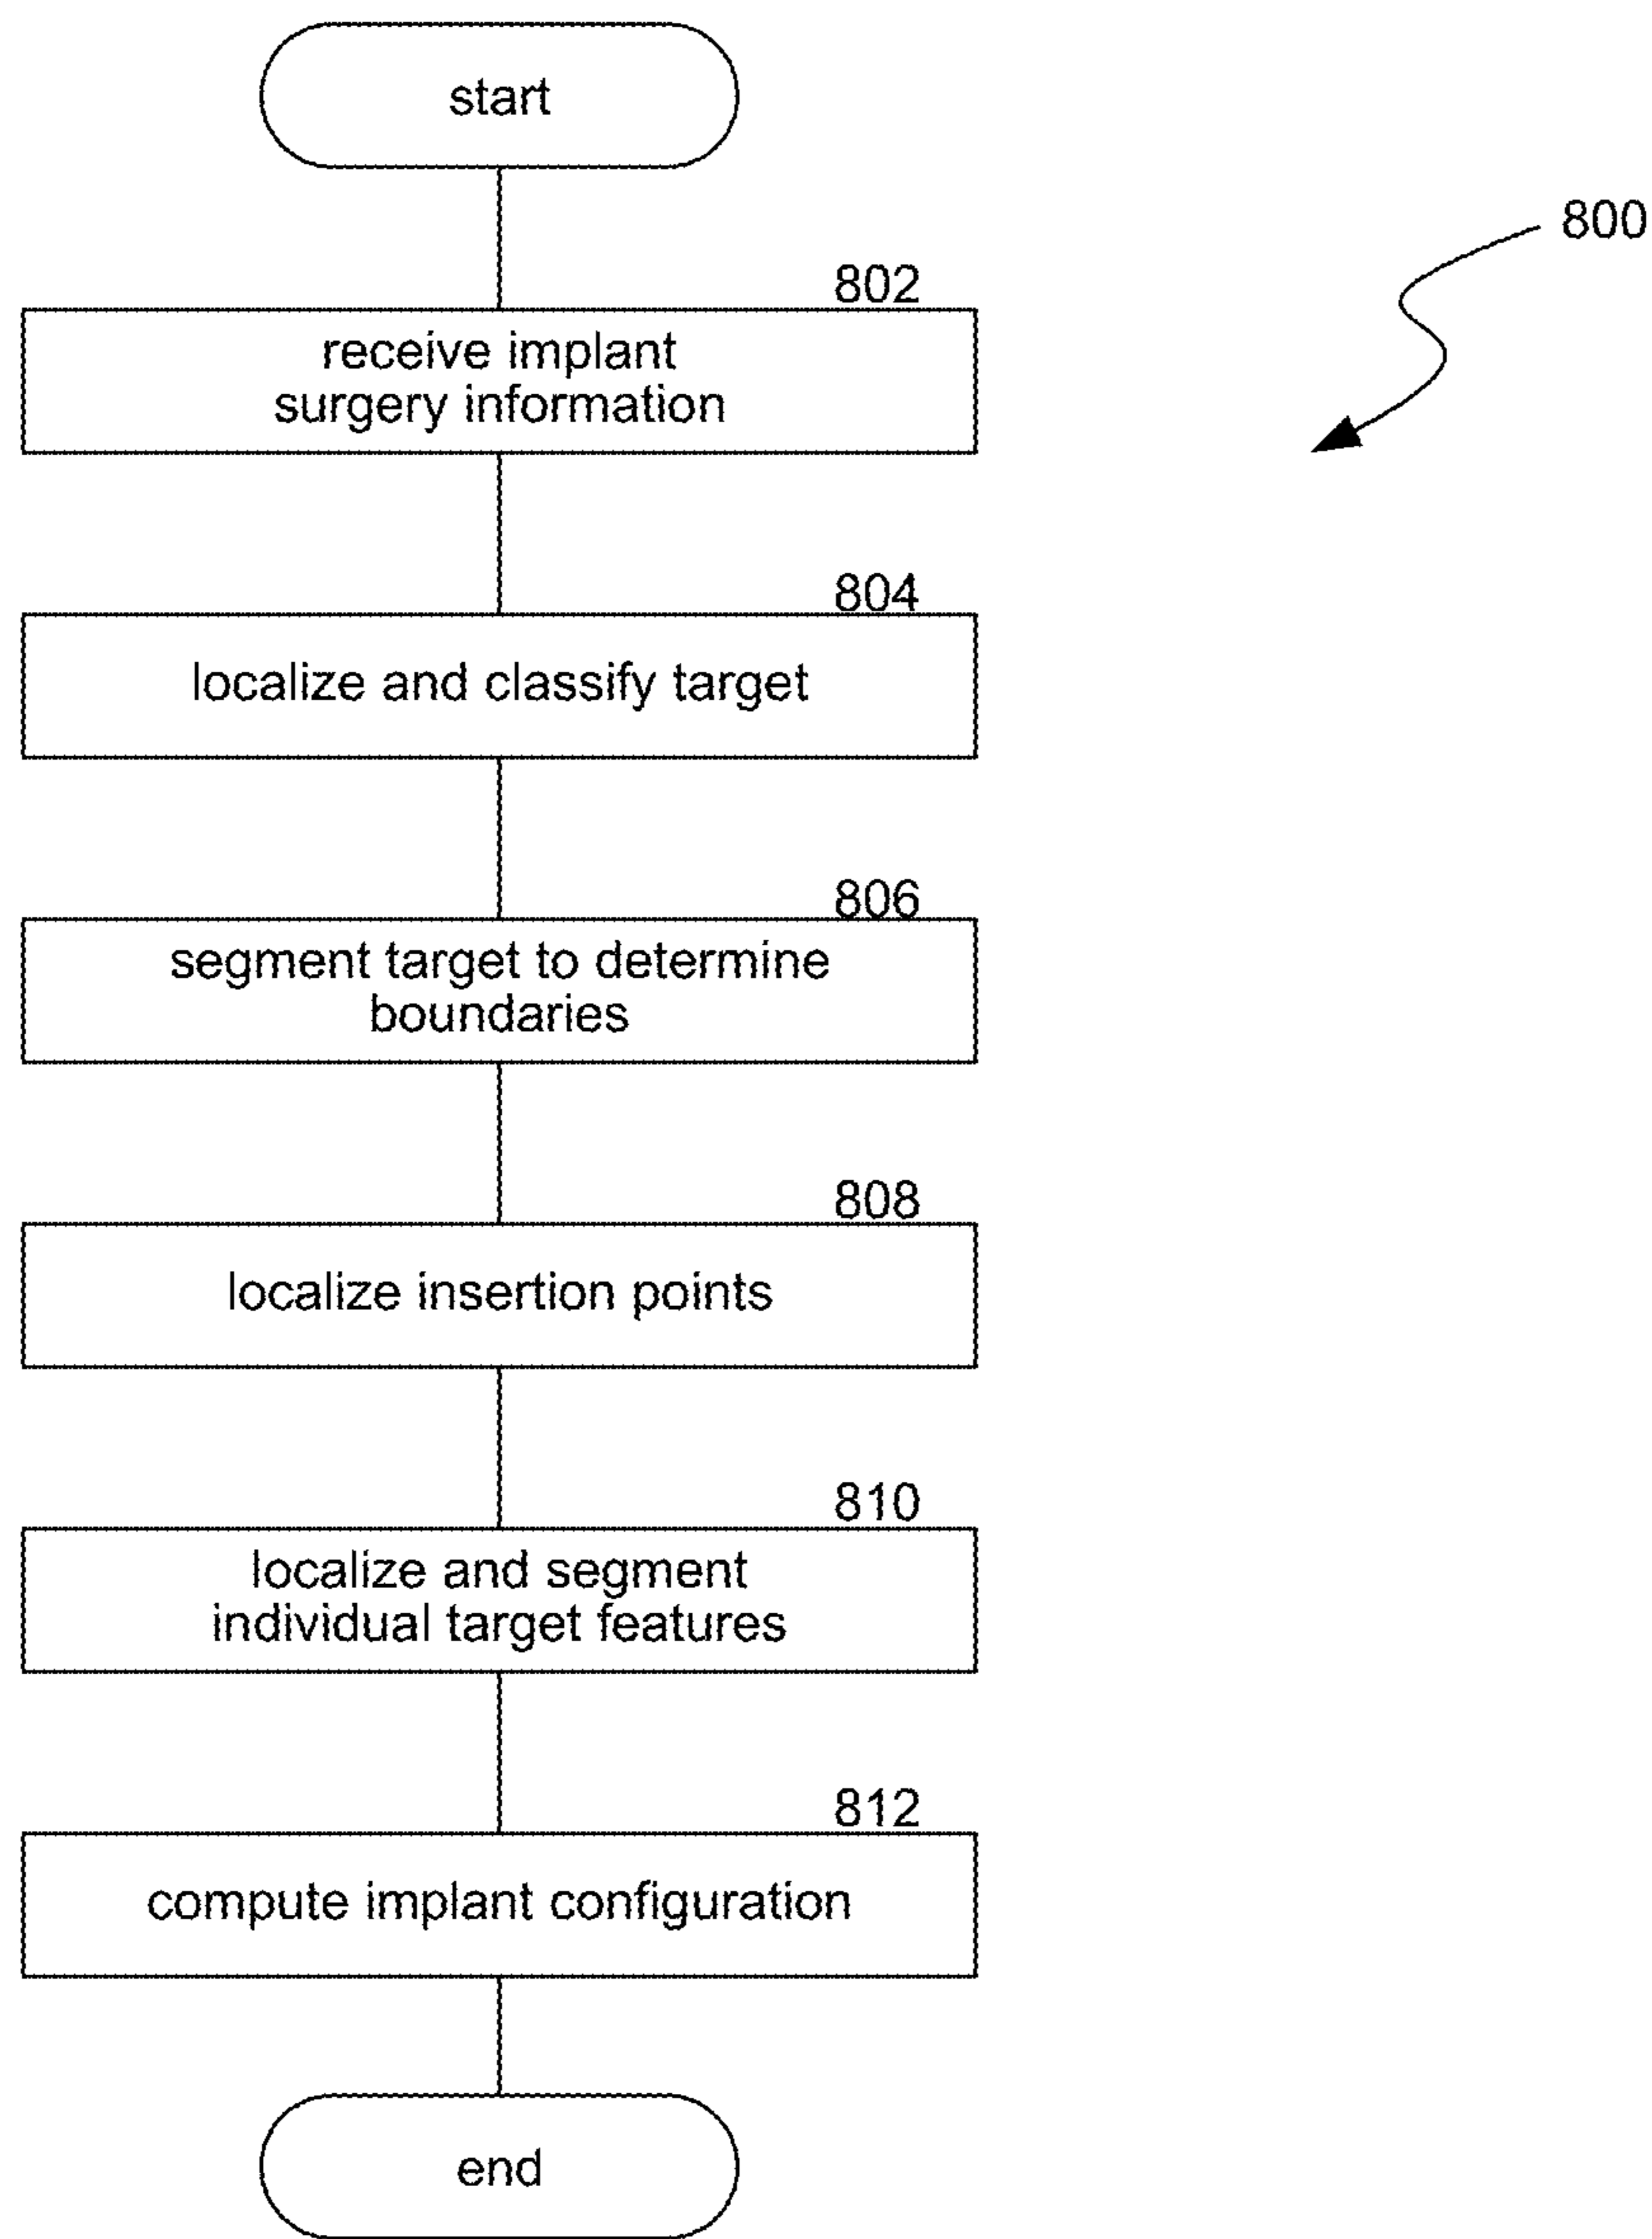 start
800
802
receive implant
surgery information
804
localize and classify target
806
segment target to determine
boundaries
808
localize insertion points
810
localize and segment
individual target features
812
compute implant configuration
end